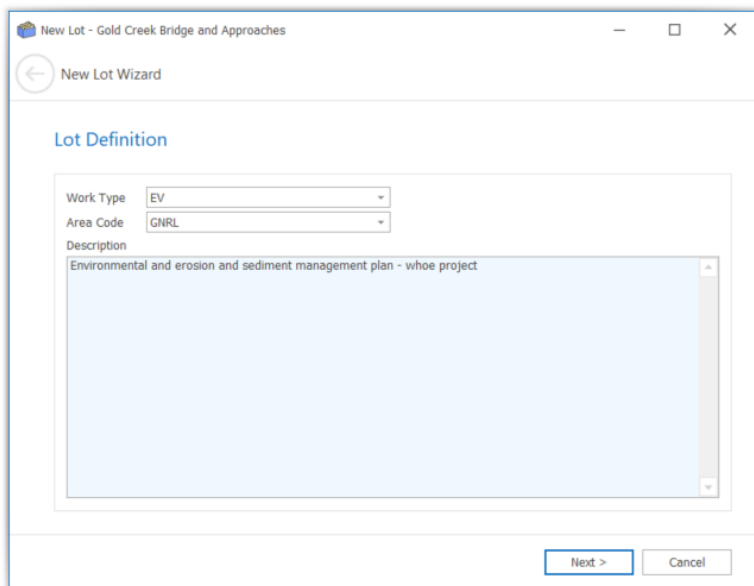 New Lot - Gold Creek Bridge and Approaches
New Lot Wizard
Lot Definition
Work Type EV
Area Code GNRL
Description
Environmental and erosion and sediment management plan - whoe project
Next > Cancel